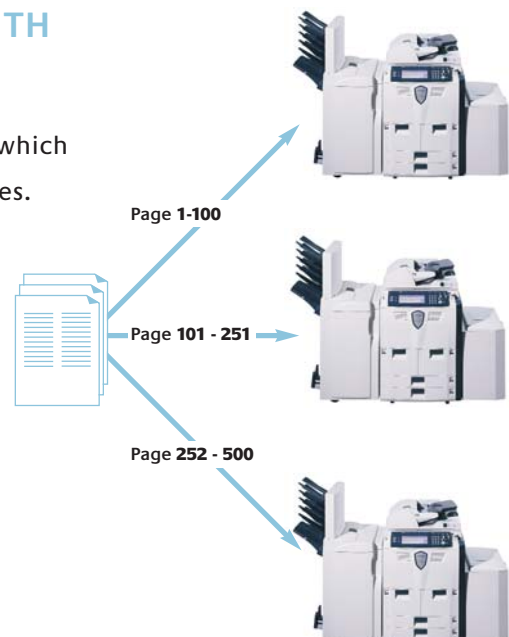 TH
which
es.
Page 1-100
Page 101 - 251
Page 252 - 500